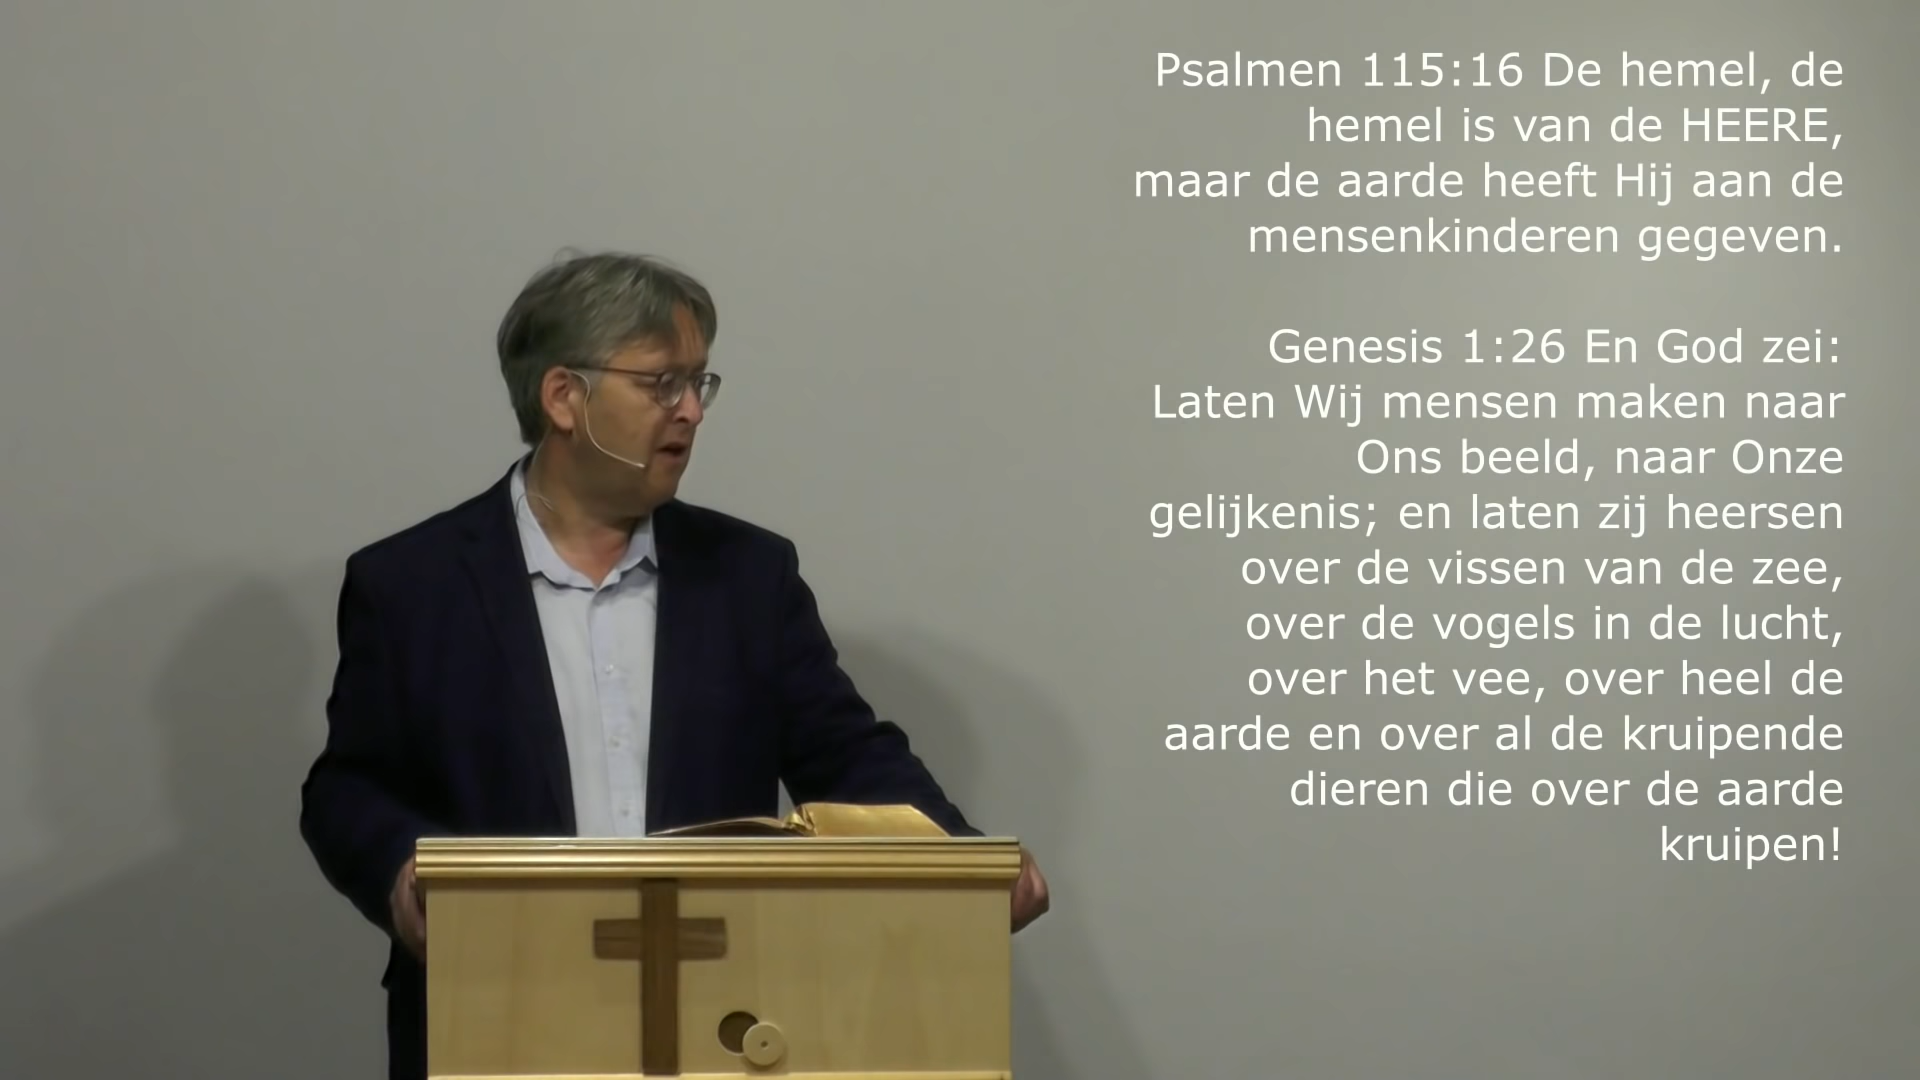 Psalmen 115:16 De hemel, de
hemel is van de HEERE,
maar de aarde heeft Hij aan de
mensenkinderen gegeven.
Genesis 1:26 En God zei:
Laten Wij mensen maken naar
Ons beeld, naar Onze
gelijkenis; en laten zij heersen
over de vissen van de zee,
over de vogels in de lucht,
over het vee, over heel de
aarde en over al de kruipende
dieren die over de aarde
kruipen!